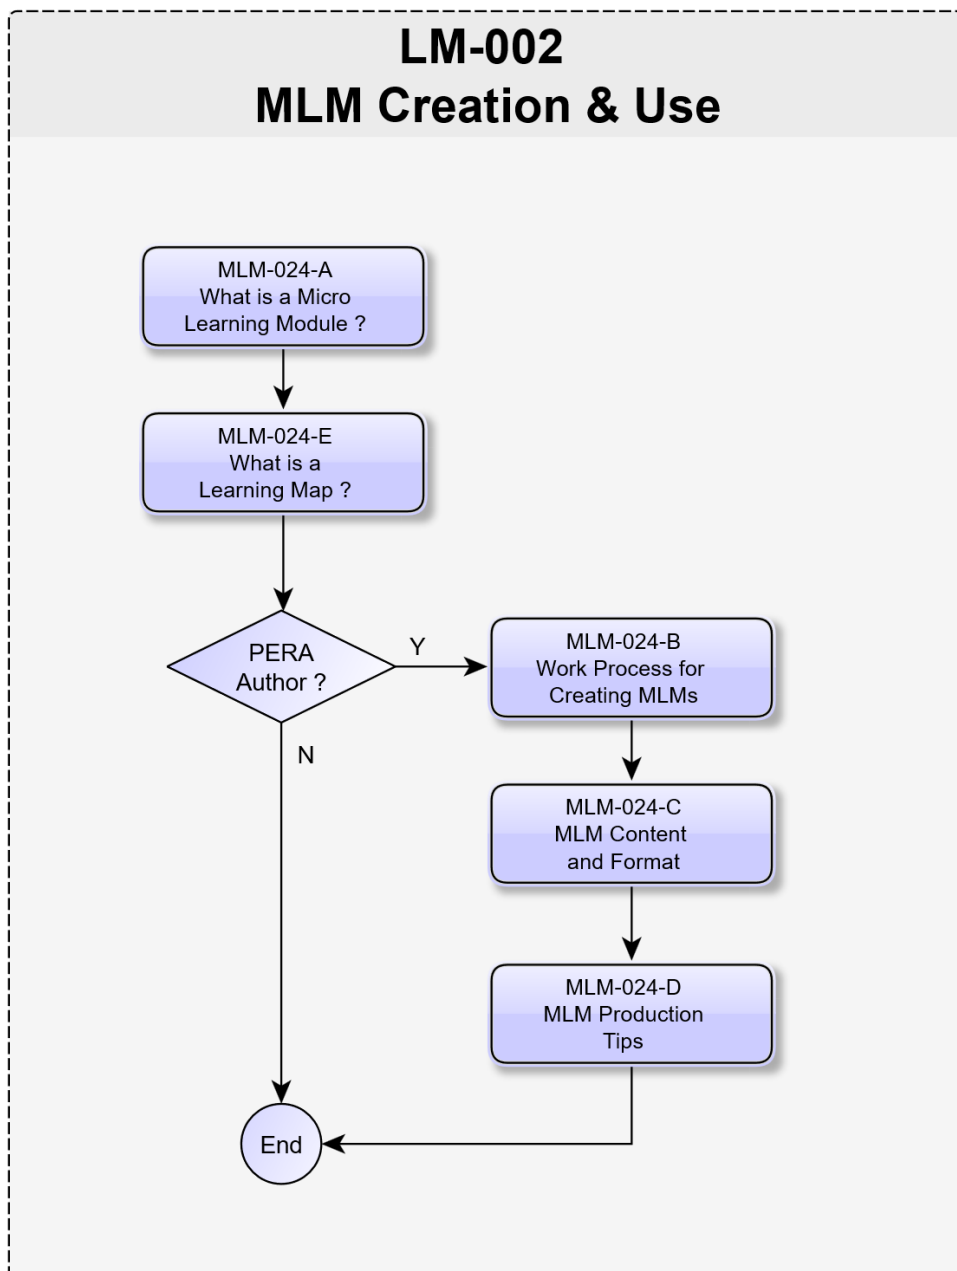 LM-002
MLM Creation & Use
MLM-024-A
What is a Micro
Learning Module ?
MLM-024-E
What is a
Learning Map ?
PERA
Author ?
Y
N
MLM-024-B
Work Process for
Creating MLMs
MLM-024-C
MLM Content
and Format
MLM-024-D
MLM Production
Tips
End